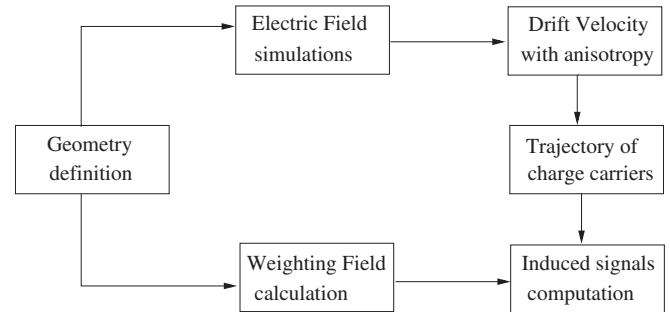 Electric Field
simulations
Drift Velocity
with anisotropy
Geometry
definition
Trajectory of
charge carriers
Weighting Field
calculation
Induced signals
computation